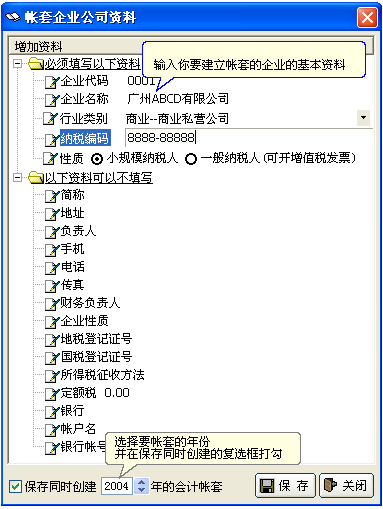 帐套企业公司资料
增加资料
必须填写以下资料
输入你要建立帐套的企业的基本资料
企业代码 0001
企业名称 广州ABCD有限公司
行业类别 商业--商业私营公司
纳税编码 8888-88888
性质 小规模纳税人 一般纳税人(可开增值税发票)
以下资料可以不填写
简称
地址
负责人
手机
电话
传真
财务负责人
企业性质
地税登记证号
国税登记证号
所得税征收方法
定额税 0.00
银行
帐户名
银行帐号
选择要帐套的年份
并在保存同时创建的复选框打勾
保存同时创建 2004 年的会计帐套 保 存 关闭